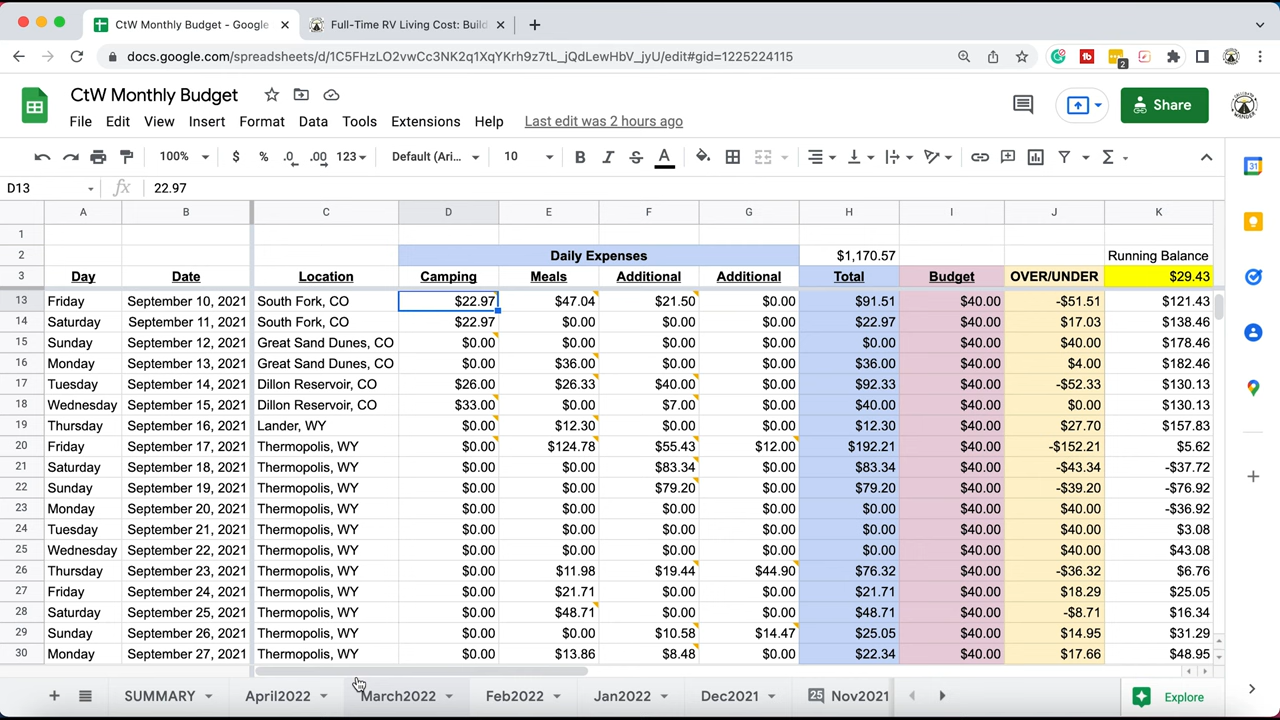 CtW Monthly Budget - Google
Full-Time RV Living Cost: Build
docs.google.com/spreadsheets/d/1C5FHzLO2vwCc3NK2q1XqYKrh9z7tL_jQdLewHbV_jyU/edit#gid=1225224115
2
CtW Monthly Budget
File Edit View Insert Format Data Tools Extensions Help Last edit was 2 hours ago
Share
100% $ % .0 .00 123 Default (Ari... 10 B I S A
31
D13 fx 22.97
A B C D E F G H I J K
1
2 Daily Expenses $1,170.57 Running Balance
3 Day Date Location Camping Meals Additional Additional Total Budget OVER/UNDER $29.43
13 Friday September 10, 2021 South Fork, CO $22.97 $47.04 $21.50 $0.00 $91.51 $40.00 -$51.51 $121.43
14 Saturday September 11, 2021 South Fork, CO $22.97 $0.00 $0.00 $0.00 $22.97 $40.00 $17.03 $138.46
15 Sunday September 12, 2021 Great Sand Dunes, CO $0.00 $0.00 $0.00 $0.00 $0.00 $40.00 $40.00 $178.46
16 Monday September 13, 2021 Great Sand Dunes, CO $0.00 $36.00 $0.00 $0.00 $36.00 $40.00 $4.00 $182.46
17 Tuesday September 14, 2021 Dillon Reservoir, CO $26.00 $26.33 $40.00 $0.00 $92.33 $40.00 -$52.33 $130.13
18 Wednesday September 15, 2021 Dillon Reservoir, CO $33.00 $0.00 $7.00 $0.00 $40.00 $40.00 $0.00 $130.13
19 Thursday September 16, 2021 Lander, WY $0.00 $12.30 $0.00 $0.00 $12.30 $40.00 $27.70 $157.83
20 Friday September 17, 2021 Thermopolis, WY $0.00 $124.78 $55.43 $12.00 $192.21 $40.00 -$152.21 $5.62
21 Saturday September 18, 2021 Thermopolis, WY $0.00 $0.00 $83.34 $0.00 $83.34 $40.00 -$43.34 -$37.72
22 Sunday September 19, 2021 Thermopolis, WY $0.00 $0.00 $79.20 $0.00 $79.20 $40.00 -$39.20 -$76.92
23 Monday September 20, 2021 Thermopolis, WY $0.00 $0.00 $0.00 $0.00 $0.00 $40.00 $40.00 -$36.92
24 Tuesday September 21, 2021 Thermopolis, WY $0.00 $0.00 $0.00 $0.00 $0.00 $40.00 $40.00 $3.08
25 Wednesday September 22, 2021 Thermopolis, WY $0.00 $0.00 $0.00 $0.00 $0.00 $40.00 $40.00 $43.08
26 Thursday September 23, 2021 Thermopolis, WY $0.00 $11.98 $19.44 $44.90 $76.32 $40.00 -$36.32 $6.76
27 Friday September 24, 2021 Thermopolis, WY $0.00 $21.71 $0.00 $0.00 $21.71 $40.00 $18.29 $25.05
28 Saturday September 25, 2021 Thermopolis, WY $0.00 $48.71 $0.00 $0.00 $48.71 $40.00 -$8.71 $16.34
29 Sunday September 26, 2021 Thermopolis, WY $0.00 $0.00 $10.58 $14.47 $25.05 $40.00 $14.95 $31.29
30 Monday September 27, 2021 Thermopolis, WY $0.00 $13.86 $8.48 $0.00 $22.34 $40.00 $17.66 $48.95
SUMMARY April2022 March2022 Feb2022 Jan2022 Dec2021 25 Nov2021 Explore